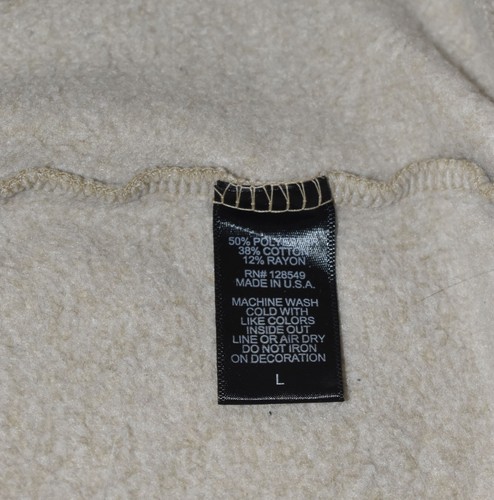 50% POLYESTER
38% COTTON
12% RAYON
RN# 128549
MADE IN U.S.A.
MACHINE WASH
COLD WITH
LIKE COLORS
INSIDE OUT
LINE OR AIR DRY
DO NOT IRON
ON DECORATION
L